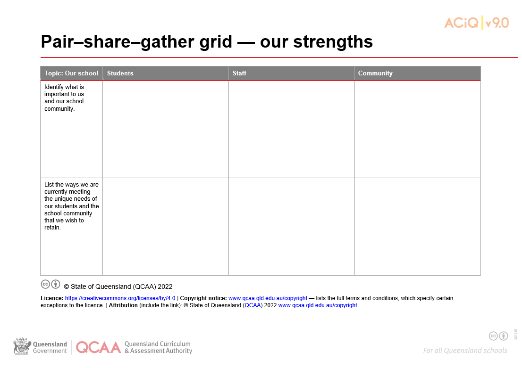 ACiQ v9.0
Pair–share–gather grid — our strengths
Topic: Our school Students Staff Community
Identify what is
important to us
and our school
community.
List the ways we are
currently meeting
the unique needs of
our students and the
school community
that we wish to
retain.
© State of Queensland (QCAA) 2022
Licence: https://creativecommons.org/licenses/by/4.0 | Copyright notice: www.qcaa.qld.edu.au/copyright — lists the full terms and conditions, which specify certain
exceptions to the licence. | Attribution (include the link): © State of Queensland (QCAA) 2022 www.qcaa.qld.edu.au/copyright
Queensland
Government
QCAA
Queensland Curriculum
& Assessment Authority
For all Queensland schools